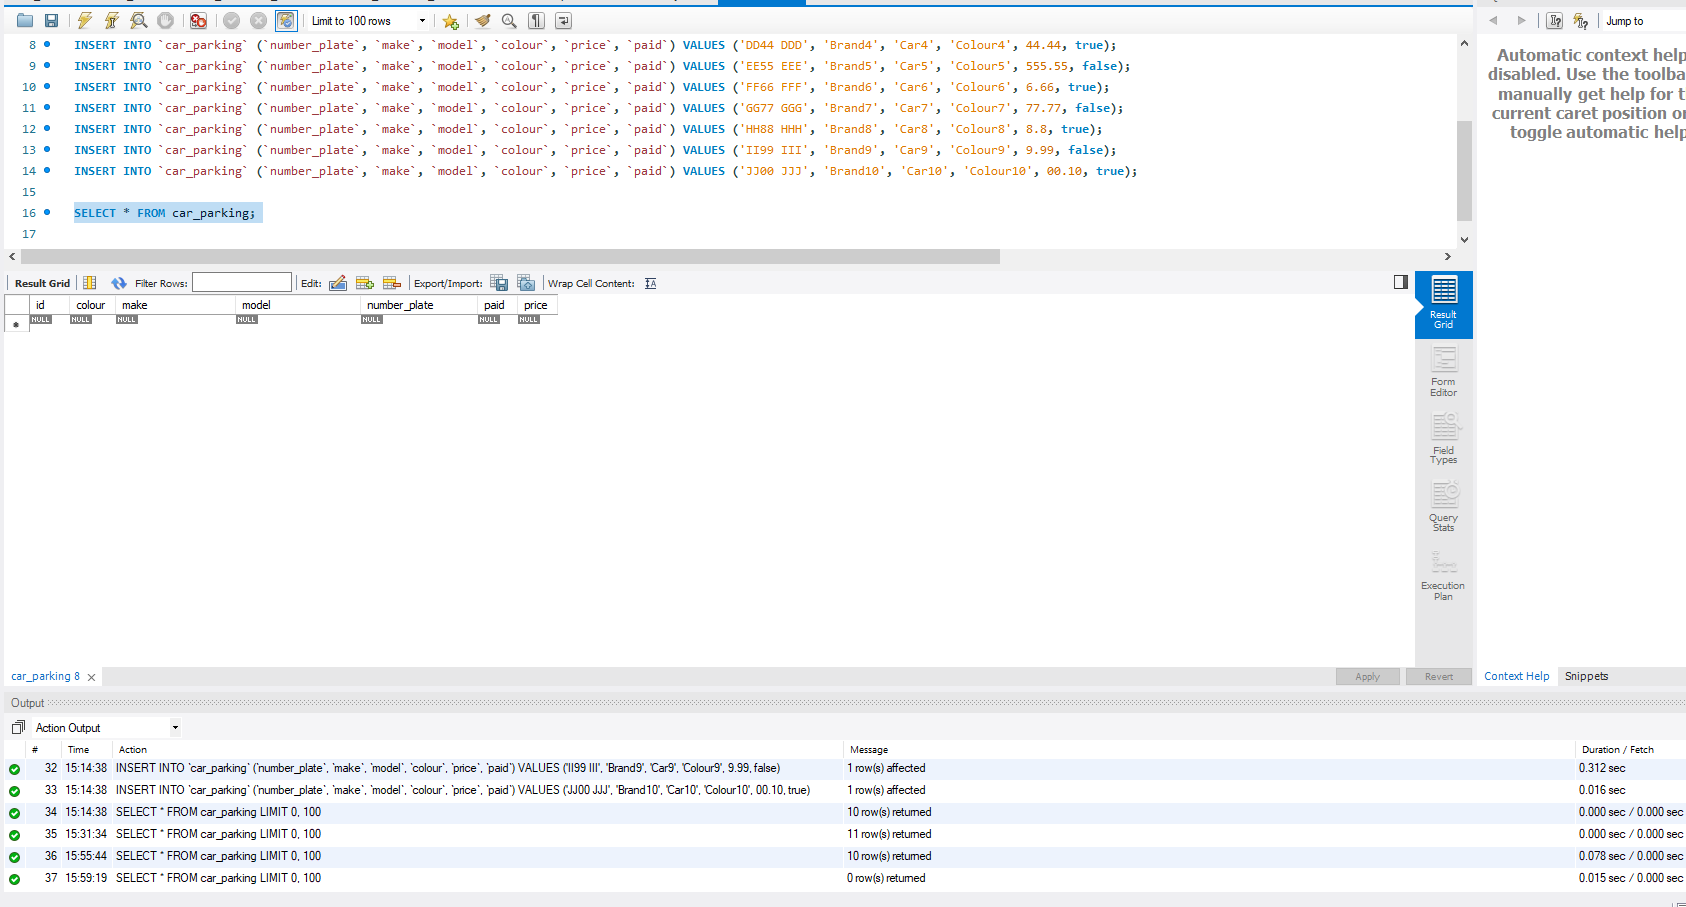 Limit to 100 rows
Jump to
8 INSERT INTO `car_parking` (`number_plate`, `make`, `model`, `colour`, `price`, `paid`) VALUES ('DD44 DDD', 'Brand4', 'Car4', 'Colour4', 44.44, true);
9 INSERT INTO `car_parking` (`number_plate`, `make`, `model`, `colour`, `price`, `paid`) VALUES ('EE55 EEE', 'Brand5', 'Car5', 'Colour5', 555.55, false);
10 INSERT INTO `car_parking` (`number_plate`, `make`, `model`, `colour`, `price`, `paid`) VALUES ('FF66 FFF', 'Brand6', 'Car6', 'Colour6', 6.66, true);
11 INSERT INTO `car_parking` (`number_plate`, `make`, `model`, `colour`, `price`, `paid`) VALUES ('GG77 GGG', 'Brand7', 'Car7', 'Colour7', 77.77, false);
12 INSERT INTO `car_parking` (`number_plate`, `make`, `model`, `colour`, `price`, `paid`) VALUES ('HH88 HHH', 'Brand8', 'Car8', 'Colour8', 8.8, true);
13 INSERT INTO `car_parking` (`number_plate`, `make`, `model`, `colour`, `price`, `paid`) VALUES ('II99 III', 'Brand9', 'Car9', 'Colour9', 9.99, false);
14 INSERT INTO `car_parking` (`number_plate`, `make`, `model`, `colour`, `price`, `paid`) VALUES ('JJ00 JJJ', 'Brand10', 'Car10', 'Colour10', 00.10, true);
15
16 SELECT * FROM car_parking;
17
Automatic context help
disabled. Use the toolba
manually get help for t
current caret position or
toggle automatic help
Result Grid Filter Rows: Edit: Export/Import: Wrap Cell Content:
id colour make model number_plate paid price
NULL NULL NULL NULL NULL NULL NULL
Result
Grid
Form
Editor
Field
Types
Query
Stats
Execution
Plan
car_parking 8
Apply Revert
Context Help Snippets
Output
Action Output
# Time Action Message Duration / Fetch
32 15:14:38 INSERT INTO `car_parking` (`number_plate`, `make`, `model`, `colour`, `price`, `paid`) VALUES ('II99 III', 'Brand9', 'Car9', 'Colour9', 9.99, false) 1 row(s) affected 0.312 sec
33 15:14:38 INSERT INTO `car_parking` (`number_plate`, `make`, `model`, `colour`, `price`, `paid`) VALUES ('JJ00 JJJ', 'Brand10', 'Car10', 'Colour10', 00.10, true) 1 row(s) affected 0.016 sec
34 15:14:38 SELECT * FROM car_parking LIMIT 0, 100 10 row(s) returned 0.000 sec / 0.000 sec
35 15:31:34 SELECT * FROM car_parking LIMIT 0, 100 11 row(s) returned 0.000 sec / 0.000 sec
36 15:55:44 SELECT * FROM car_parking LIMIT 0, 100 10 row(s) returned 0.078 sec / 0.000 sec
37 15:59:19 SELECT * FROM car_parking LIMIT 0, 100 0 row(s) returned 0.015 sec / 0.000 sec